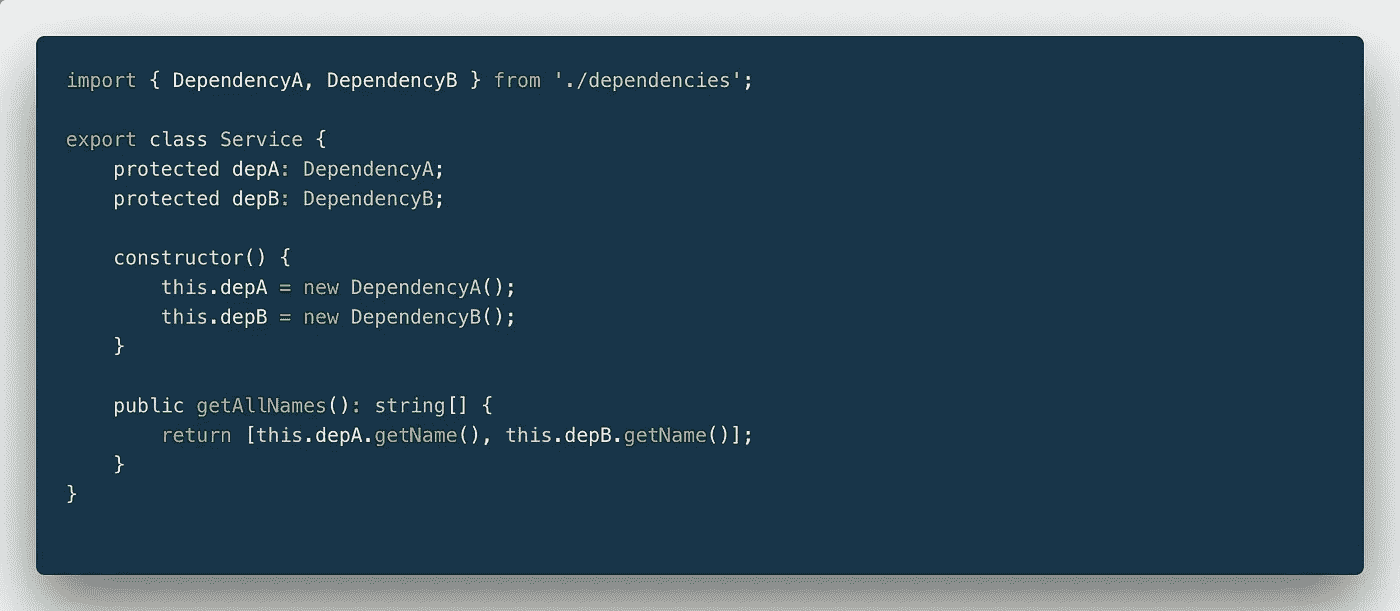 import { DependencyA, DependencyB } from './dependencies';
export class Service {
protected depA: DependencyA;
protected depB: DependencyB;
constructor() {
this.depA = new DependencyA();
this.depB = new DependencyB();
}
public getAllNames(): string[] {
return [this.depA.getName(), this.depB.getName()];
}
}